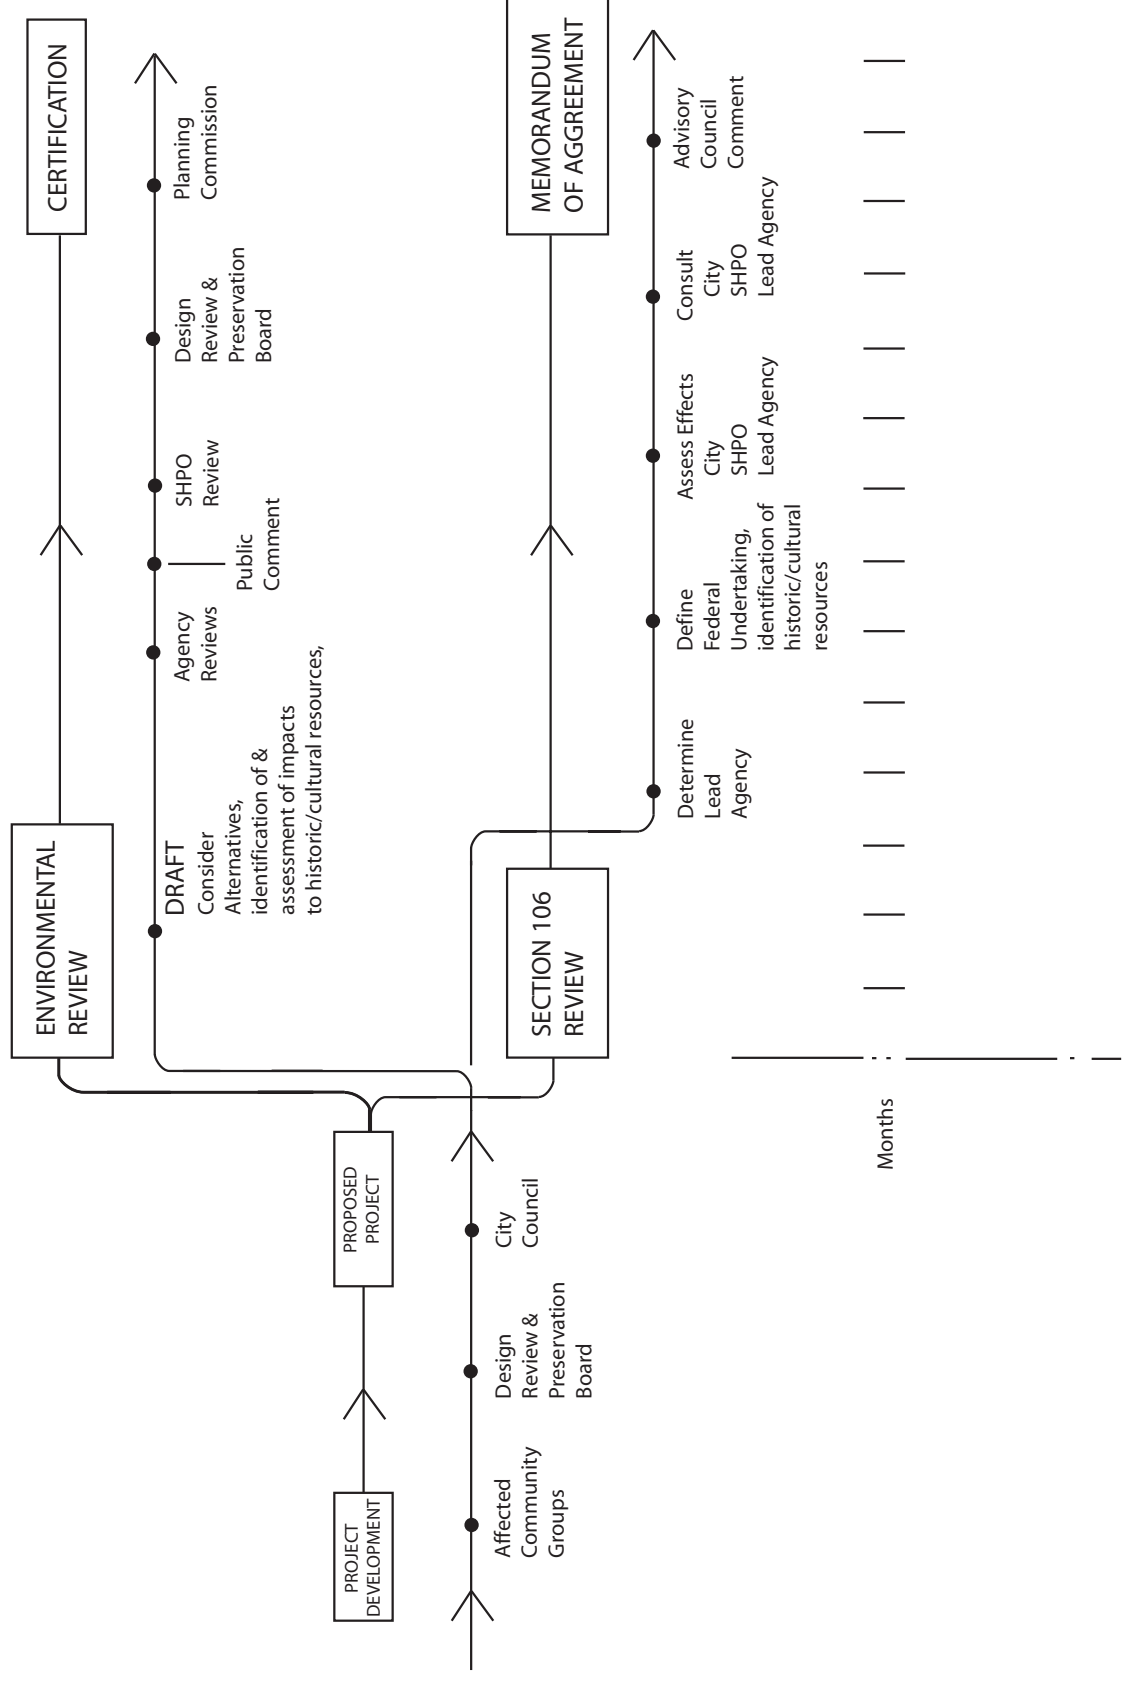 ENVIRONMENTAL
REVIEW
CERTIFICATION
DRAFT
Consider
Alternatives,
identification of &
assessment of impacts
to historic/cultural resources,
Agency
Reviews
Public
Comment
SHPO
Review
Design
Review &
Preservation
Board
Planning
Commission
PROJECT
DEVELOPMENT
PROPOSED
PROJECT
Affected
Community
Groups
Design
Review &
Preservation
Board
City
Council
SECTION 106
REVIEW
MEMORANDUM
OF AGGREEMENT
Determine
Lead
Agency
Define
Federal
Undertaking,
identification of
historic/cultural
resources
Assess Effects
City
SHPO
Lead Agency
Consult
City
SHPO
Lead Agency
Advisory
Council
Comment
Months